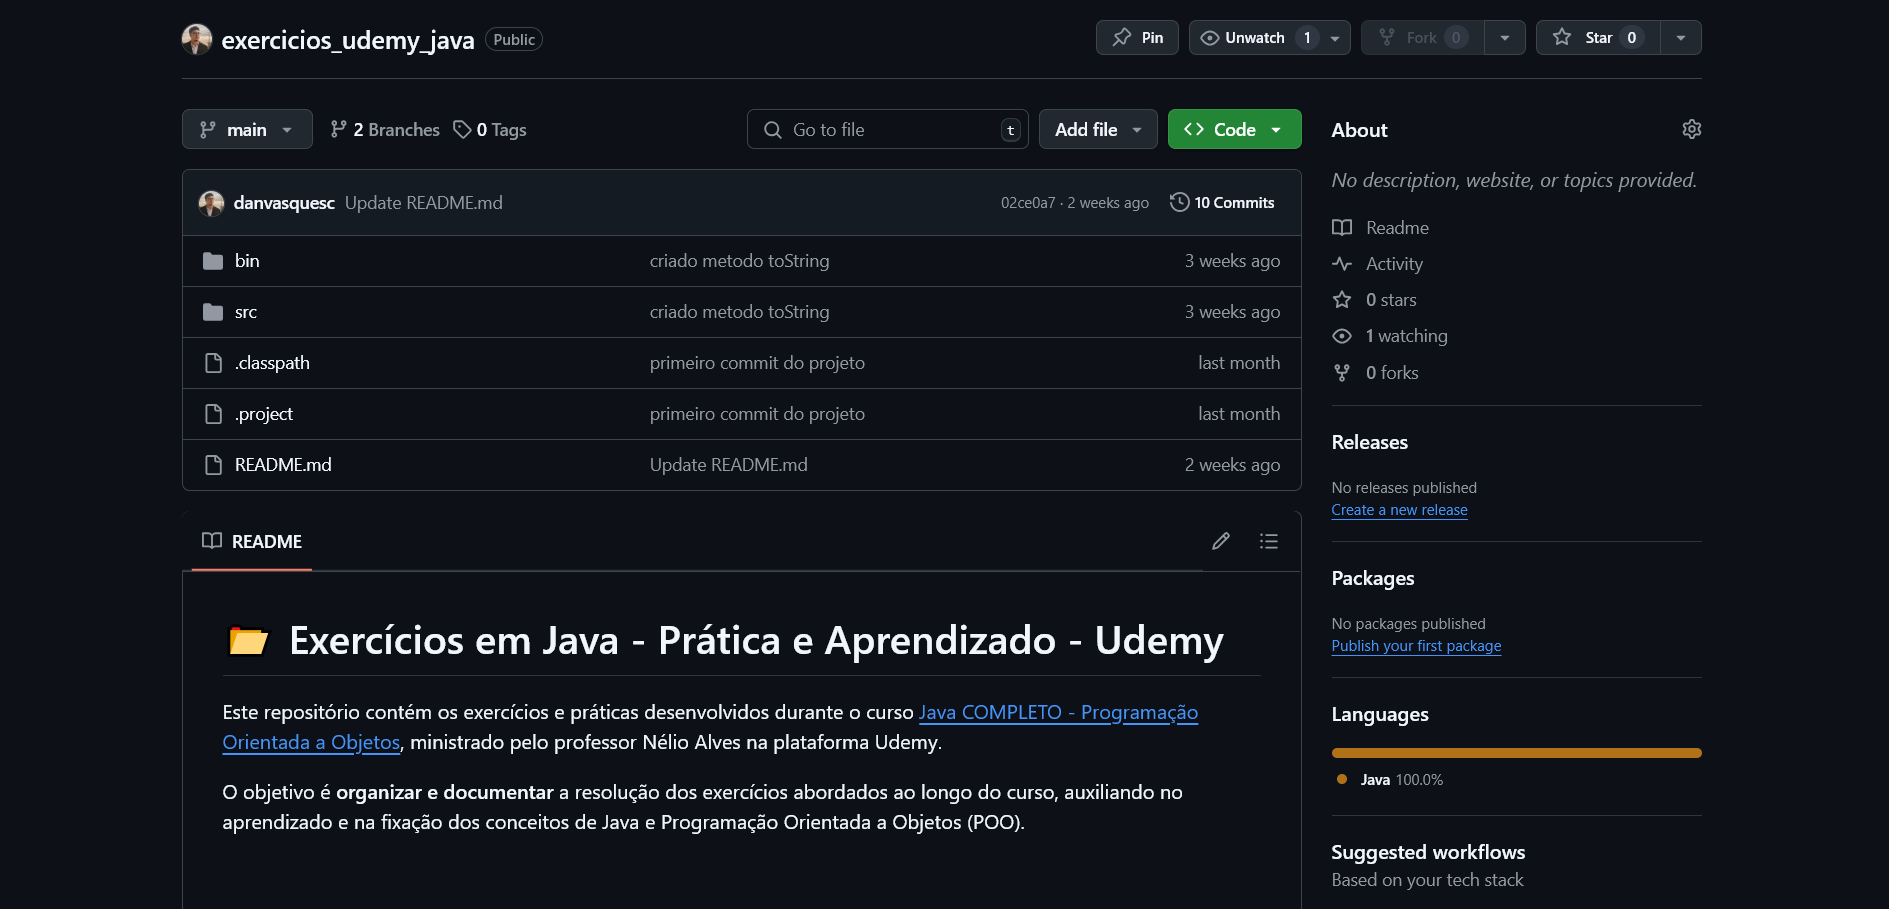 exercicios_udemy_java Public Pin Unwatch 1 Fork 0 Star 0
main 2 Branches 0 Tags Go to file t Add file Code
danvasquesc Update README.md 02ce0a7 · 2 weeks ago 10 Commits
bin criado metodo toString 3 weeks ago
src criado metodo toString 3 weeks ago
.classpath primeiro commit do projeto last month
.project primeiro commit do projeto last month
README.md Update README.md 2 weeks ago
README
Exercícios em Java - Prática e Aprendizado - Udemy
Este repositório contém os exercícios e práticas desenvolvidos durante o curso Java COMPLETO - Programação
Orientada a Objetos, ministrado pelo professor Nélio Alves na plataforma Udemy.
O objetivo é organizar e documentar a resolução dos exercícios abordados ao longo do curso, auxiliando no
aprendizado e na fixação dos conceitos de Java e Programação Orientada a Objetos (POO).
About
No description, website, or topics provided.
Readme
Activity
0 stars
1 watching
0 forks
Releases
No releases published
Create a new release
Packages
No packages published
Publish your first package
Languages
Java 100.0%
Suggested workflows
Based on your tech stack